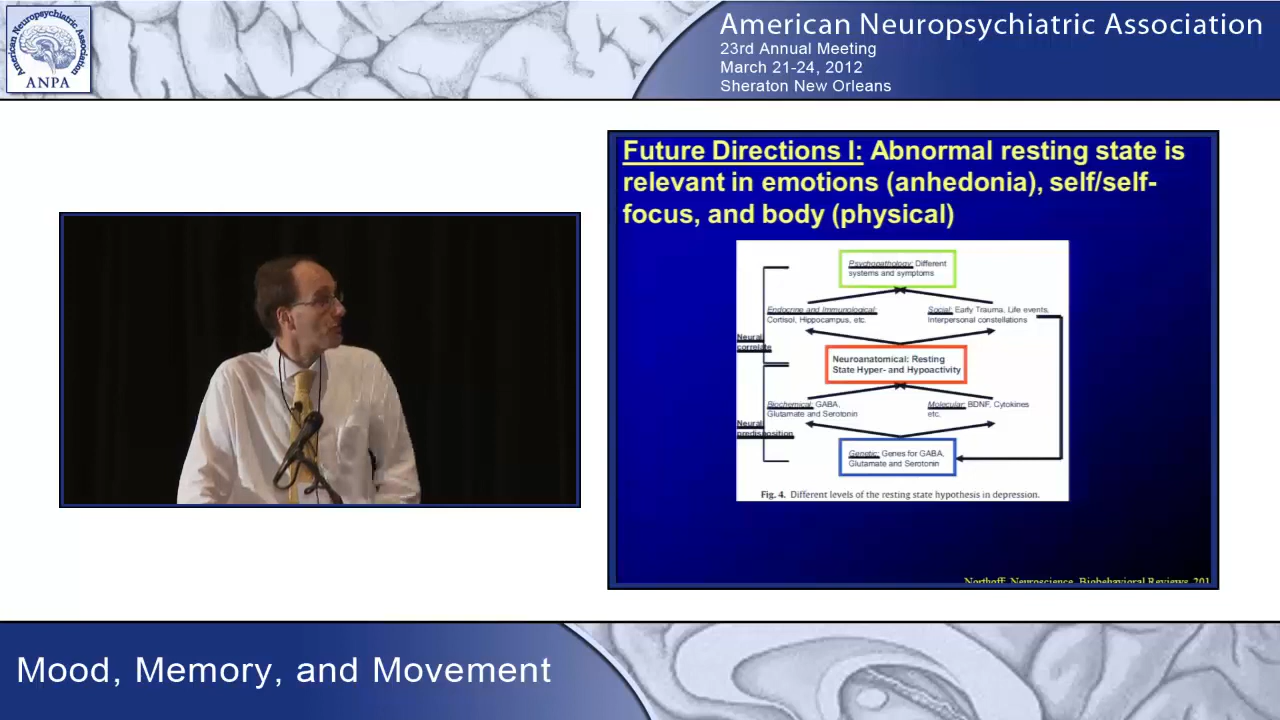 American Neuropsychiatric Association
ANPA
American Neuropsychiatric Association
23rd Annual Meeting
March 21-24, 2012
Sheraton New Orleans
Future Directions I: Abnormal resting state is
relevant in emotions (anhedonia), self/self-
focus, and body (physical)
Psychopathology: Different
systems and symptoms
Endocrine and Immunological:
Cortisol, Hippocampus, etc.
Social: Early Trauma, Life events,
Interpersonal constellations
Neural
correlate
Neuroanatomical: Resting
State Hyper- and Hypoactivity
Biochemical: GABA,
Glutamate and Serotonin
Molecular: BDNF, Cytokines
etc.
Neural
predisposition
Genetic: Genes for GABA,
Glutamate and Serotonin
Fig. 4. Different levels of the resting state hypothesis in depression.
Northoff, Neuroscience, Biobehavioral Reviews, 201
Mood, Memory, and Movement